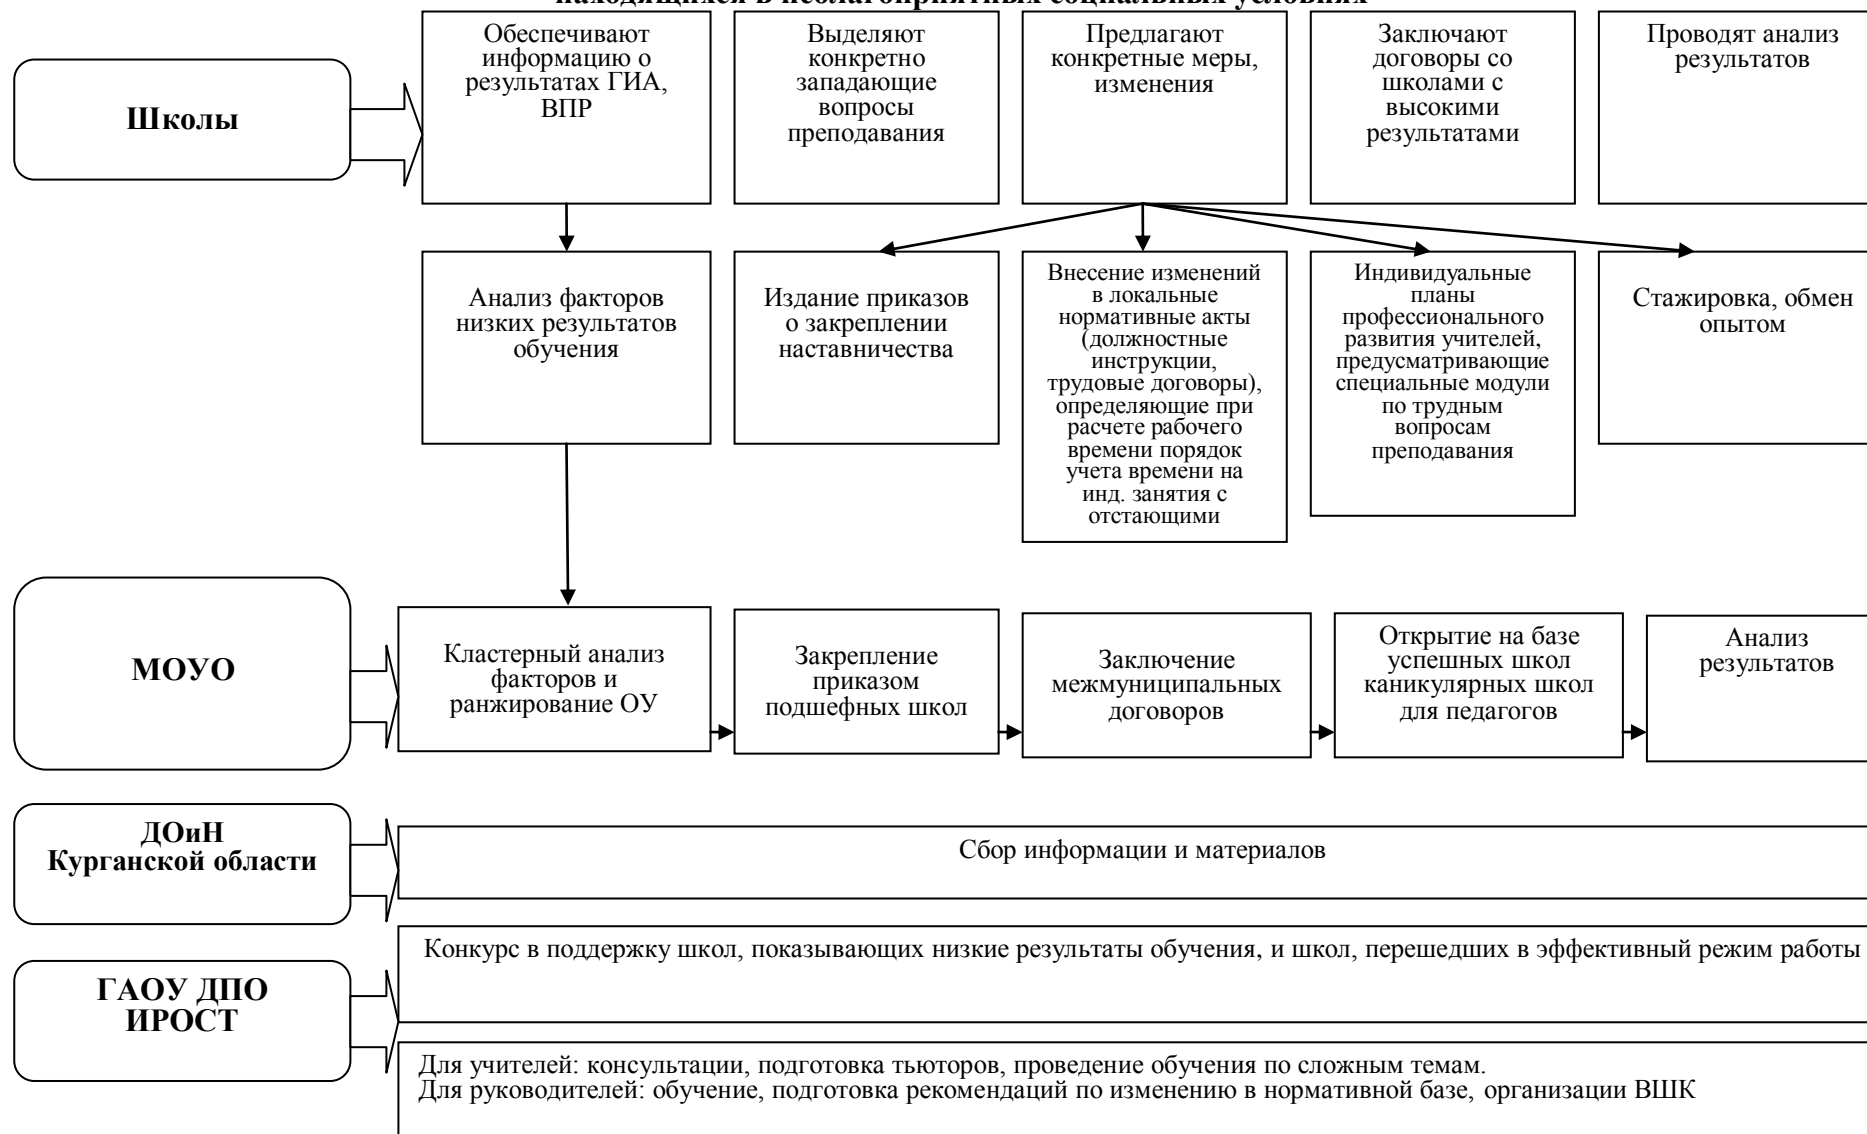 находящихся в неблагоприятных социальных условиях
Школы
Обеспечивают
информацию о
результатах ГИА,
ВПР
Выделяют
конкретно
западающие
вопросы
преподавания
Предлагают
конкретные меры,
изменения
Заключают
договоры со
школами с
высокими
результатами
Проводят анализ
результатов
Анализ факторов
низких результатов
обучения
Издание приказов
о закреплении
наставничества
Внесение изменений
в локальные
нормативные акты
(должностные
инструкции,
трудовые договоры),
определяющие при
расчете рабочего
времени порядок
учета времени на
инд. занятия с
отстающими
Индивидуальные
планы
профессионального
развития учителей,
предусматривающие
специальные модули
по трудным
вопросам
преподавания
Стажировка, обмен
опытом
МОУО
Кластерный анализ
факторов и
ранжирование ОУ
Закрепление
приказом
подшефных школ
Заключение
межмуниципальных
договоров
Открытие на базе
успешных школ
каникулярных школ
для педагогов
Анализ
результатов
ДОиН
Курганской области
Сбор информации и материалов
ГАОУ ДПО
ИРОСТ
Конкурс в поддержку школ, показывающих низкие результаты обучения, и школ, перешедших в эффективный режим работы
Для учителей: консультации, подготовка тьюторов, проведение обучения по сложным темам.
Для руководителей: обучение, подготовка рекомендаций по изменению в нормативной базе, организации ВШК